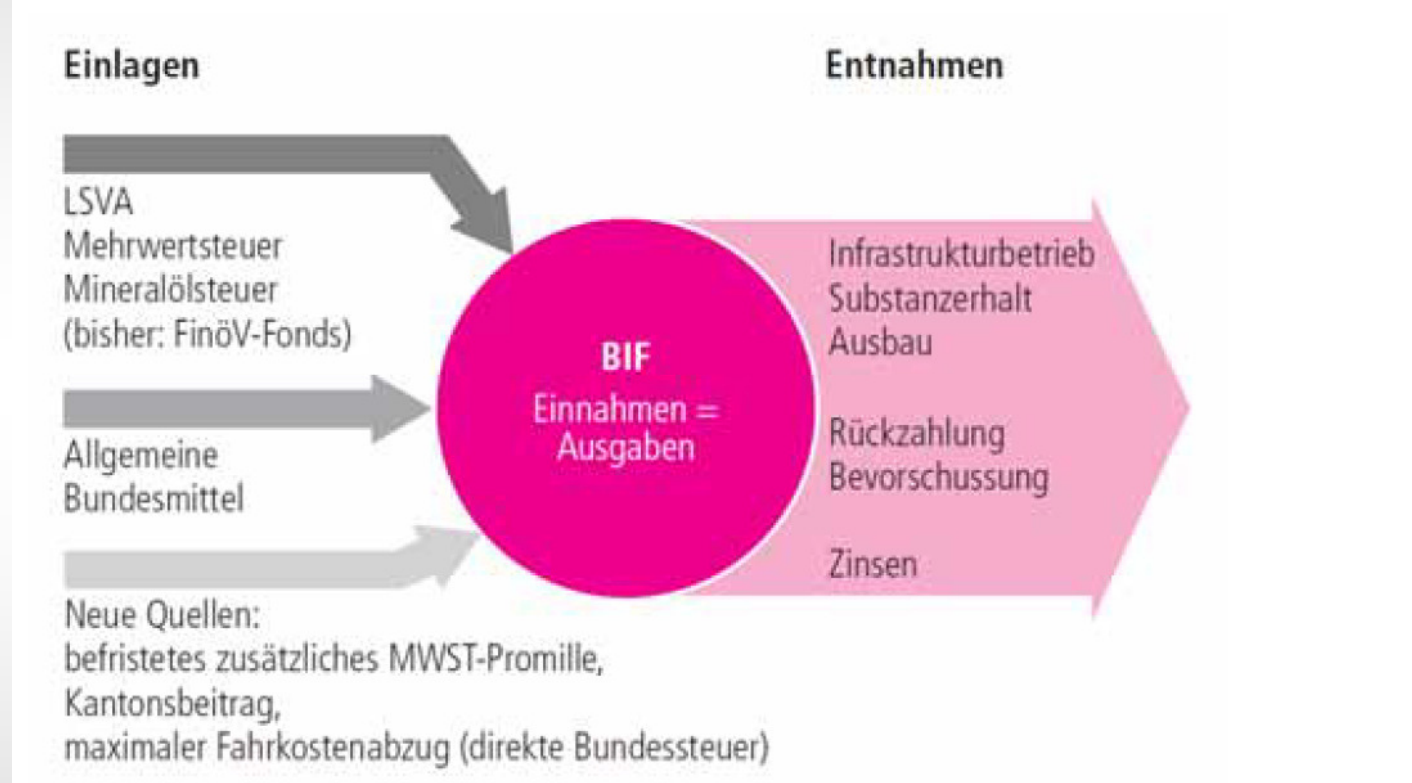 Einlagen
LSVA
Mehrwertsteuer
Mineralölsteuer
(bisher: FinöV-Fonds)
Allgemeine
Bundesmittel
Neue Quellen:
befristetes zusätzliches MWST-Promille,
Kantonsbeitrag,
maximaler Fahrkostenabzug (direkte Bundessteuer)
BIF
Einnahmen =
Ausgaben
Entnahmen
Infrastrukturbetrieb
Substanzerhalt
Ausbau
Rückzahlung
Bevorschussung
Zinsen